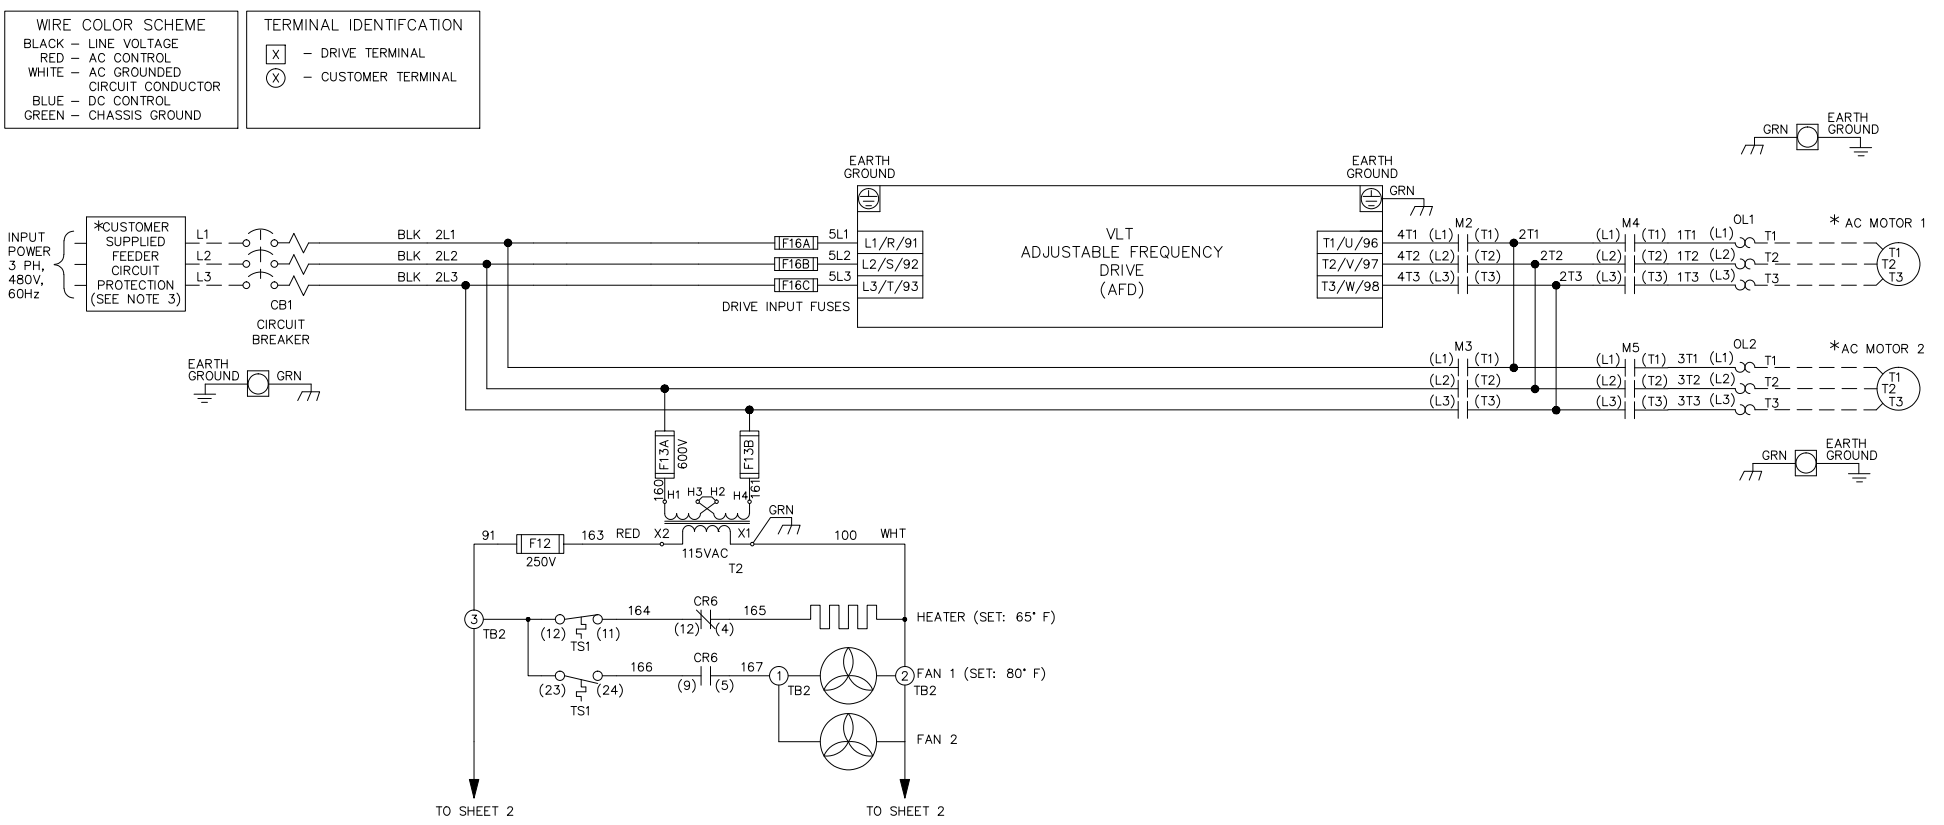 WIRE COLOR SCHEME
BLACK – LINE VOLTAGE
RED – AC CONTROL
WHITE – AC GROUNDED
CIRCUIT CONDUCTOR
BLUE – DC CONTROL
GREEN – CHASSIS GROUND
TERMINAL IDENTIFCATION
X – DRIVE TERMINAL
X – CUSTOMER TERMINAL
INPUT
POWER
3 PH,
480V,
60Hz
*CUSTOMER
SUPPLIED
FEEDER
CIRCUIT
PROTECTION
(SEE NOTE 3)
L1
L2
L3
CB1
CIRCUIT
BREAKER
EARTH
GROUND
GRN
BLK 2L1
BLK 2L2
BLK 2L3
F16A 5L1
F16B 5L2
F16C 5L3
DRIVE INPUT FUSES
EARTH
GROUND
L1/R/91
L2/S/92
L3/T/93
VLT
ADJUSTABLE FREQUENCY
DRIVE
(AFD)
EARTH
GROUND
GRN
T1/U/96
T2/V/97
T3/W/98
M2
4T1 (L1) (T1) 2T1
4T2 (L2) (T2) 2T2
4T3 (L3) (T3) 2T3
M4
(L1) (T1) 1T1 (L1)
(L2) (T2) 1T2 (L2)
(L3) (T3) 1T3 (L3)
OL1
T1
T2
T3
* AC MOTOR 1
T1
T2
T3
GRN
EARTH
GROUND
M3
(L1) (T1)
(L2) (T2)
(L3) (T3)
M5
(L1) (T1) 3T1 (L1)
(L2) (T2) 3T2 (L2)
(L3) (T3) 3T3 (L3)
OL2
T1
T2
T3
*AC MOTOR 2
T1
T2
T3
GRN
EARTH
GROUND
F13A
600V
F13B
160
161
H1 H3 H2 H4
GRN
91 F12 163 RED X2 X1 100 WHT
250V
115VAC
T2
3
TB2
(12) (11)
TS1
164
CR6
(12) (4)
165
HEATER (SET: 65° F)
(23) (24)
TS1
166
CR6
(9) (5)
167
1
TB2
2
TB2
FAN 1 (SET: 80° F)
FAN 2
TO SHEET 2
TO SHEET 2